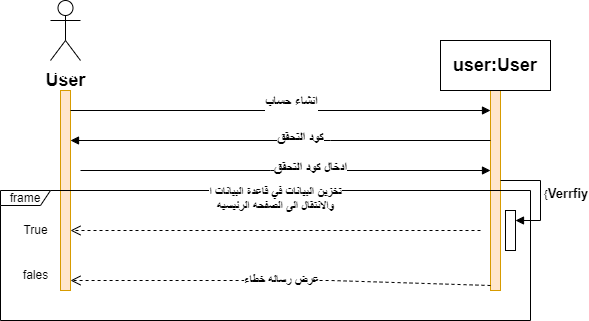 User
user:User
انشاء حساب
كود التحقق
ادخال كود التحقق
{Verrfiy
frame
تخزين البيانات في قاعدة البيانات ا
والانتقال الى الصفحه الرئيسيه
True
fales
عرض رساله خطاء